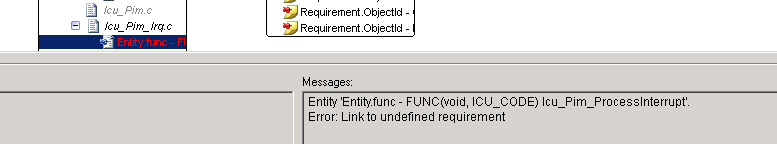 Icu_Pim.c
Icu_Pim_Irq.c
Entity.func - F
Requirement.ObjectId -
Requirement.ObjectId -
Messages:
Entity 'Entity.func - FUNC(void, ICU_CODE) Icu_Pim_ProcessInterrupt'.
Error: Link to undefined requirement